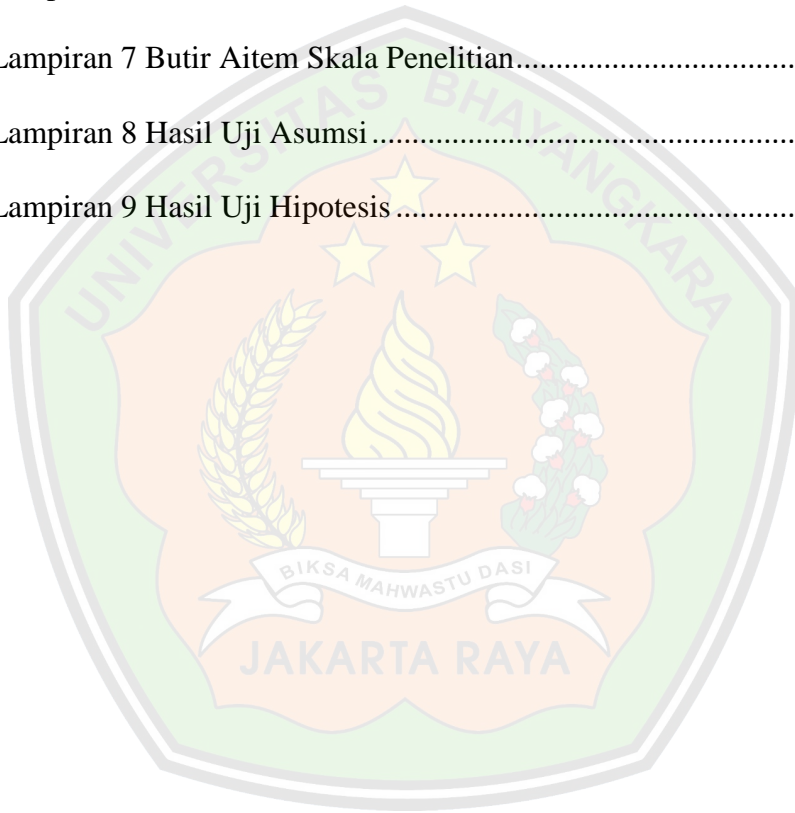 Lampiran 7 Butir Aitem Skala Penelitian....................................
Lampiran 8 Hasil Uji Asumsi.....................................................
Lampiran 9 Hasil Uji Hipotesis..................................................
UNIVERSITAS BHAYANGKARA
BIKSA MAHWASTU DASI
JAKARTA RAYA